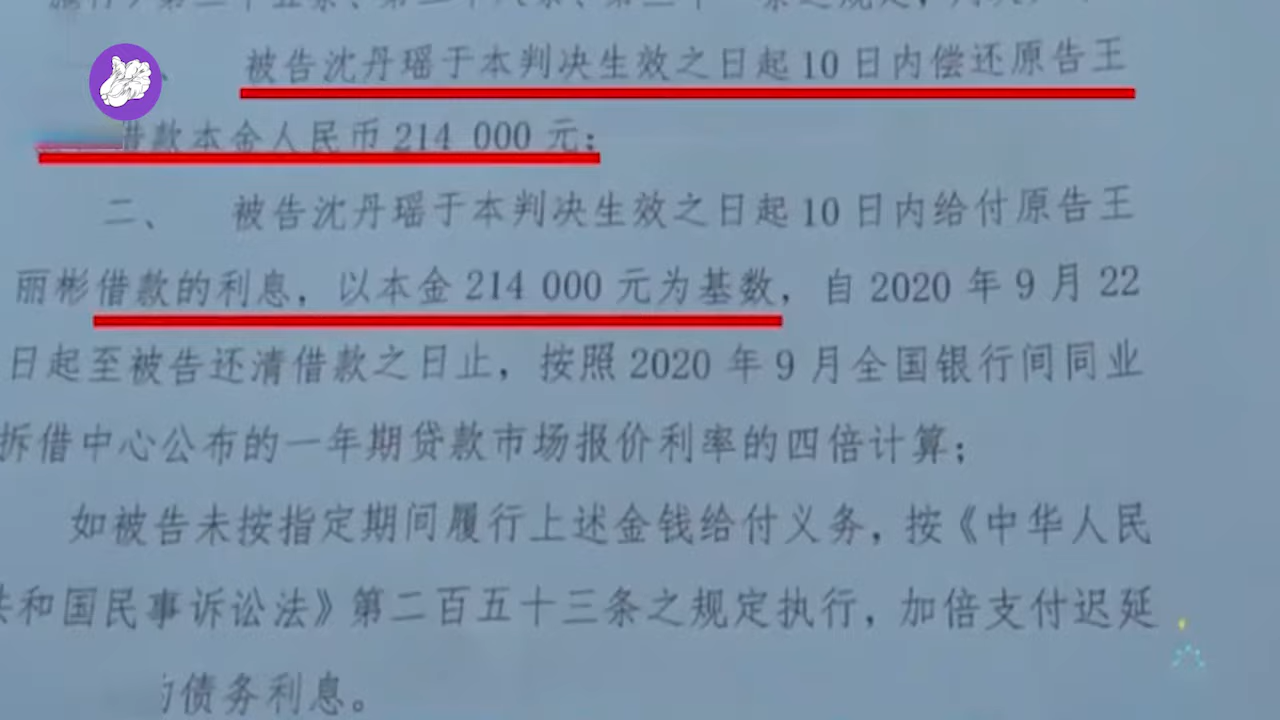 被告沈丹瑶于本判决生效之日起10日内偿还原告王
借款本金人民币214 000元;
二、 被告沈丹瑶于本判决生效之日起10日内给付原告王
丽彬借款的利息，以本金214 000元为基数，自2020年9月22
日起至被告还清借款之日止，按照2020年9月全国银行间同业
拆借中心公布的一年期贷款市场报价利率的四倍计算;
如被告未按指定期间履行上述金钱给付义务，按《中华人民
共和国民事诉讼法》第二百五十三条之规定执行，加倍支付迟延
的债务利息。